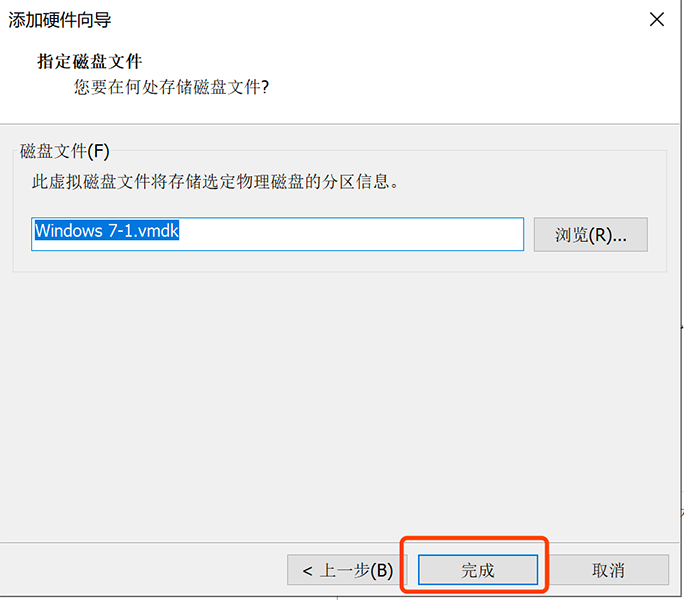 添加硬件向导
指定磁盘文件
您要在何处存储磁盘文件?
磁盘文件(F)
此虚拟磁盘文件将存储选定物理磁盘的分区信息。
Windows 7-1.vmdk
浏览(R)...
< 上一步(B)
完成
取消